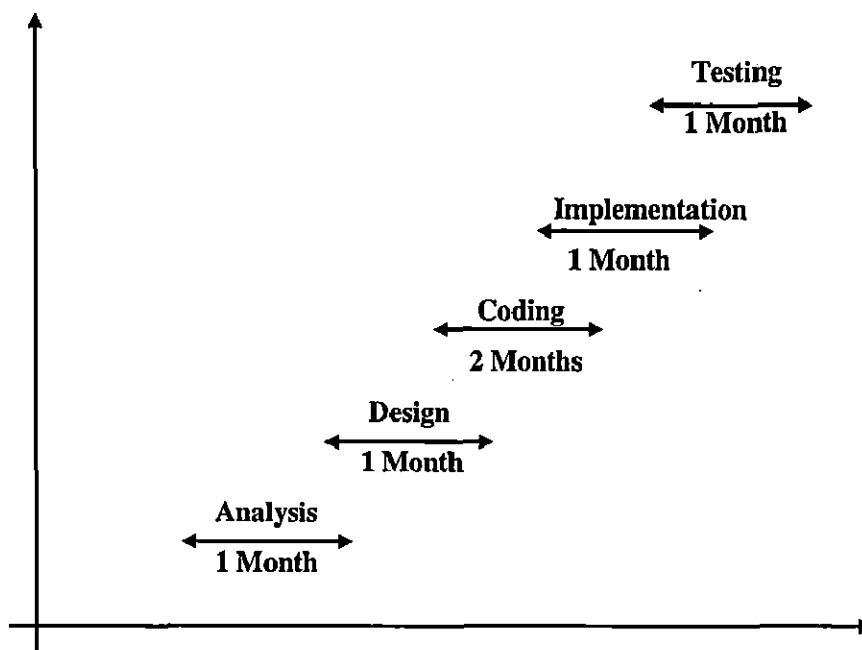 Testing
1 Month
Implementation
1 Month
Coding
2 Months
Design
1 Month
Analysis
1 Month